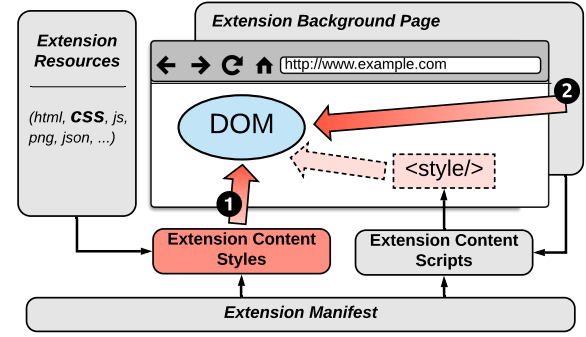 Extension Background Page
Extension
Resources
(html, css, js,
png, json, ...)
http://www.example.com
2
DOM
<style/>
1
Extension Content
Styles
Extension Content
Scripts
Extension Manifest